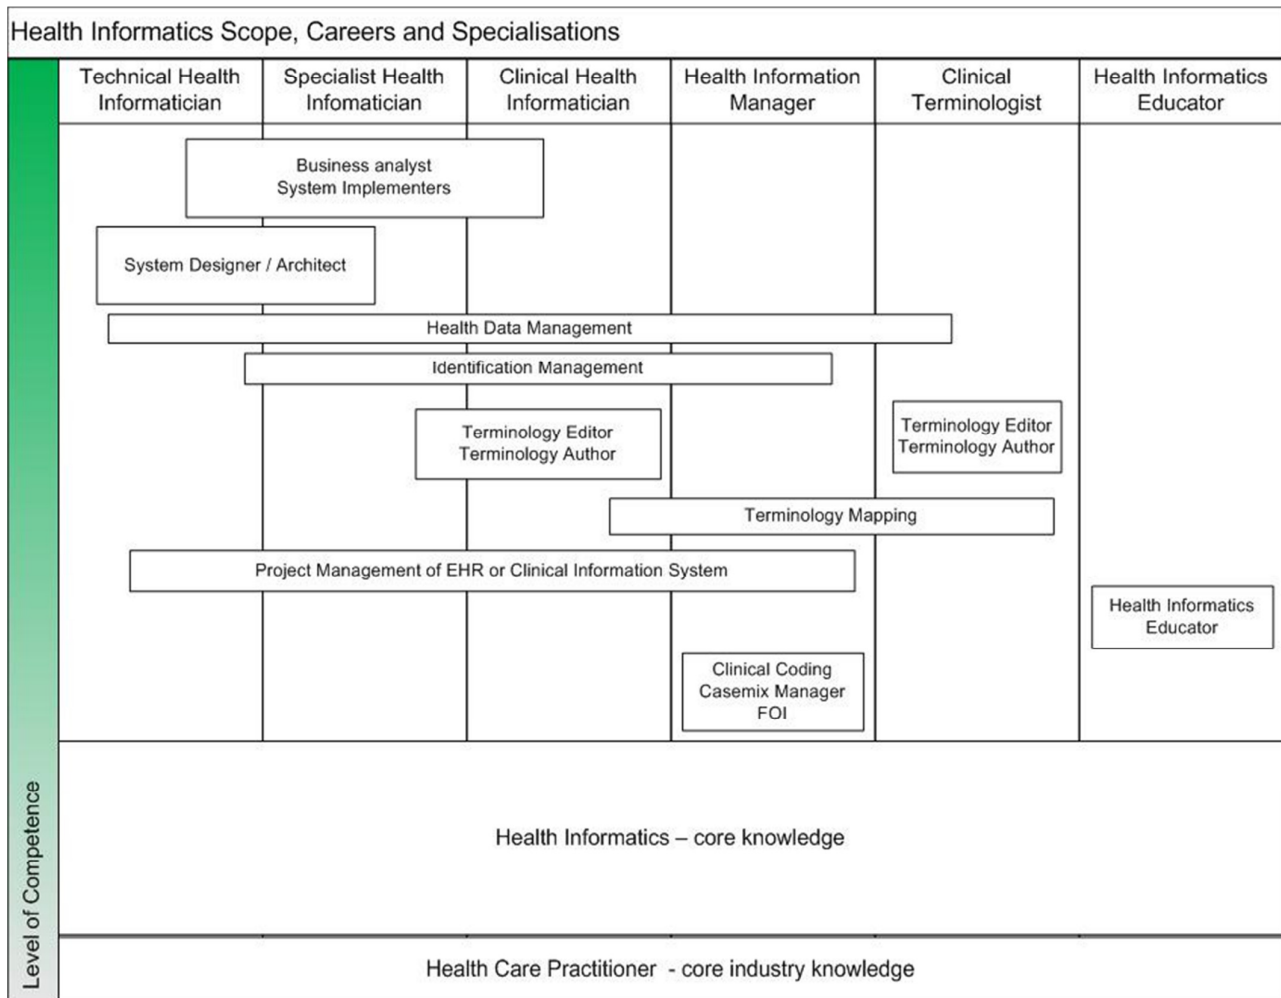 Health Informatics Scope, Careers and Specialisations
Technical Health
Informatician
Specialist Health
Infomatician
Clinical Health
Informatician
Health Information
Manager
Clinical
Terminologist
Health Informatics
Educator
Business analyst
System Implementers
System Designer / Architect
Health Data Management
Identification Management
Terminology Editor
Terminology Author
Terminology Editor
Terminology Author
Terminology Mapping
Project Management of EHR or Clinical Information System
Health Informatics
Educator
Clinical Coding
Casemix Manager
FOI
Level of Competence
Health Informatics – core knowledge
Health Care Practitioner - core industry knowledge